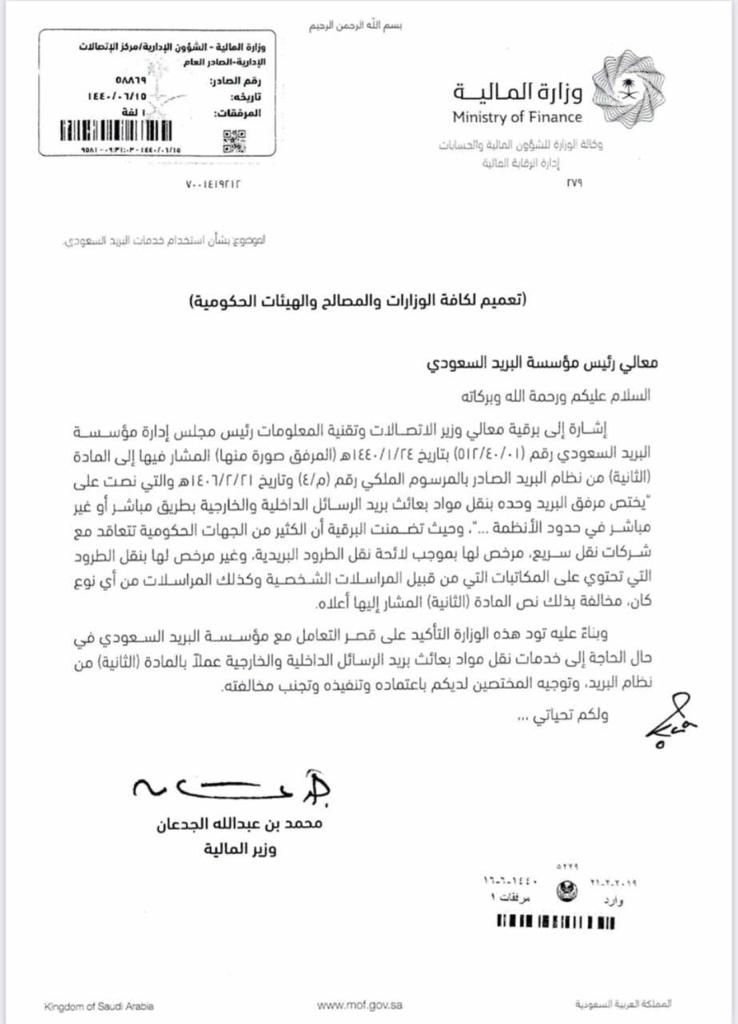 بسم الله الرحمن الرحيم
وزارة المالية
Ministry of Finance
وكالة الوزارة للشؤون المالية والحسابات
إدارة الرقابة المالية
٢٧٩
وزارة المالية - الشؤون الإدارية/مركز الإتصالات
الإدارية-الصادر العام
رقم الصادر: ٥٨٨٦٩
تاريخه: ١٤٤٠/٠٦/١٥
المرفقات: ١ لفة
٧٠٠١٤١٩٢١٢
الموضوع: بشأن استخدام خدمات البريد السعودي.
(تعميم لكافة الوزارات والمصالح والهيئات الحكومية)
معالي رئيس مؤسسة البريد السعودي
السلام عليكم ورحمة الله وبركاته
إشارة إلى برقية معالي وزير الاتصالات وتقنية المعلومات رئيس مجلس إدارة مؤسسة
البريد السعودي رقم (٥١٢/٤٠/٠١) بتاريخ ١٤٤٠/١/٢٤هـ (المرفق صورة منها) المشار فيها إلى المادة
(الثانية) من نظام البريد الصادر بالمرسوم الملكي رقم (م/٤) وتاريخ ١٤٠٦/٢/٢١هـ والتي نصت على
"يختص مرفق البريد وحده بنقل مواد بعائث بريد الرسائل الداخلية والخارجية بطريق مباشر أو غير
مباشر في حدود الأنظمة ..."، وحيث تضمنت البرقية أن الكثير من الجهات الحكومية تتعاقد مع
شركات نقل سريع، مرخص لها بموجب لائحة نقل الطرود البريدية، وغير مرخص لها بنقل الطرود
التي تحتوي على المكاتبات التي من قبيل المراسلات الشخصية وكذلك المراسلات من أي نوع
كان، مخالفة بذلك نص المادة (الثانية) المشار إليها أعلاه.
وبناءً عليه تود هذه الوزارة التأكيد على قصر التعامل مع مؤسسة البريد السعودي في
حال الحاجة إلى خدمات نقل مواد بعائث بريد الرسائل الداخلية والخارجية عملاً بالمادة (الثانية) من
نظام البريد، وتوجيه المختصين لديكم باعتماده وتنفيذه وتجنب مخالفته.
ولكم تحياتي ...
محمد بن عبدالله الجدعان
وزير المالية
٥٢٢٩
٢١-٢-٢٠١٩
١٦-٦-١٤٤٠
وارد
مرفقات ١
Kingdom of Saudi Arabia
www.mof.gov.sa
المملكة العربية السعودية